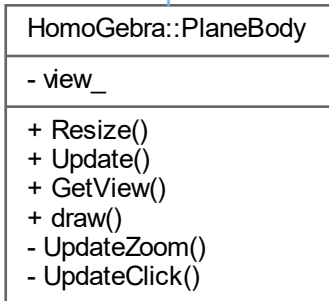 HomoGebra::PlaneBody
- view_
+ Resize()
+ Update()
+ GetView()
+ draw()
- UpdateZoom()
- UpdateClick()